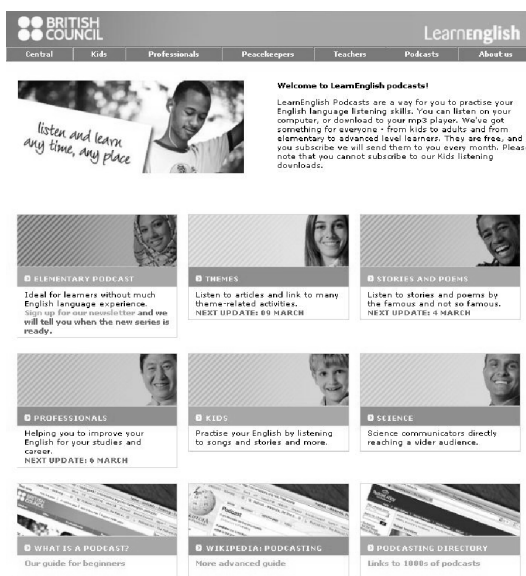 BRITISH
COUNCIL
LearnEnglish
Central Kids Professionals Peacekeepers Teachers Podcasts About us
listen and learn
any time, any place
Welcome to LearnEnglish podcasts!
LearnEnglish Podcasts are a way for you to practise your
English language listening skills. You can listen on your
computer, or download to your mp3 player. We've got
something for everyone - from kids to adults and from
elementary to advanced level learners. They are free, and
you subscribe we will send them to you every month. Pleas
note that you cannot subscribe to our Kids listening
downloads.
ELEMENTARY PODCAST
Ideal for learners without much
English language experience.
Sign up for our newsletter and we
will tell you when the new series is
ready.
THEMES
Listen to articles and link to many
theme-related activities.
NEXT UPDATE: 09 MARCH
STORIES AND POEMS
Listen to stories and poems by
the famous and not so famous.
NEXT UPDATE: 4 MARCH
PROFESSIONALS
Helping you to improve your
English for your studies and
career.
NEXT UPDATE: 6 MARCH
KIDS
Practise your English by listening
to songs and stories and more.
SCIENCE
Science communicators directly
reaching a wider audience.
WHAT IS A PODCAST?
Our guide for beginners
WIKIPEDIA: PODCASTING
More advanced guide
PODCASTING DIRECTORY
Links to 1000s of podcasts